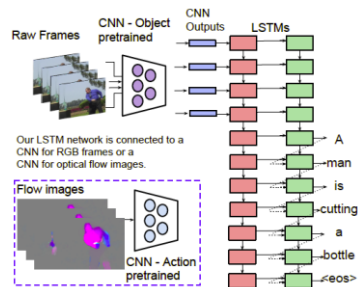 Raw Frames
CNN - Object
pretrained
CNN
Outputs
LSTMs
Our LSTM network is connected to a
CNN for RGB frames or a
CNN for optical flow images.
Flow images
CNN - Action
pretrained
A
man
is
cutting
a
bottle
<eos>